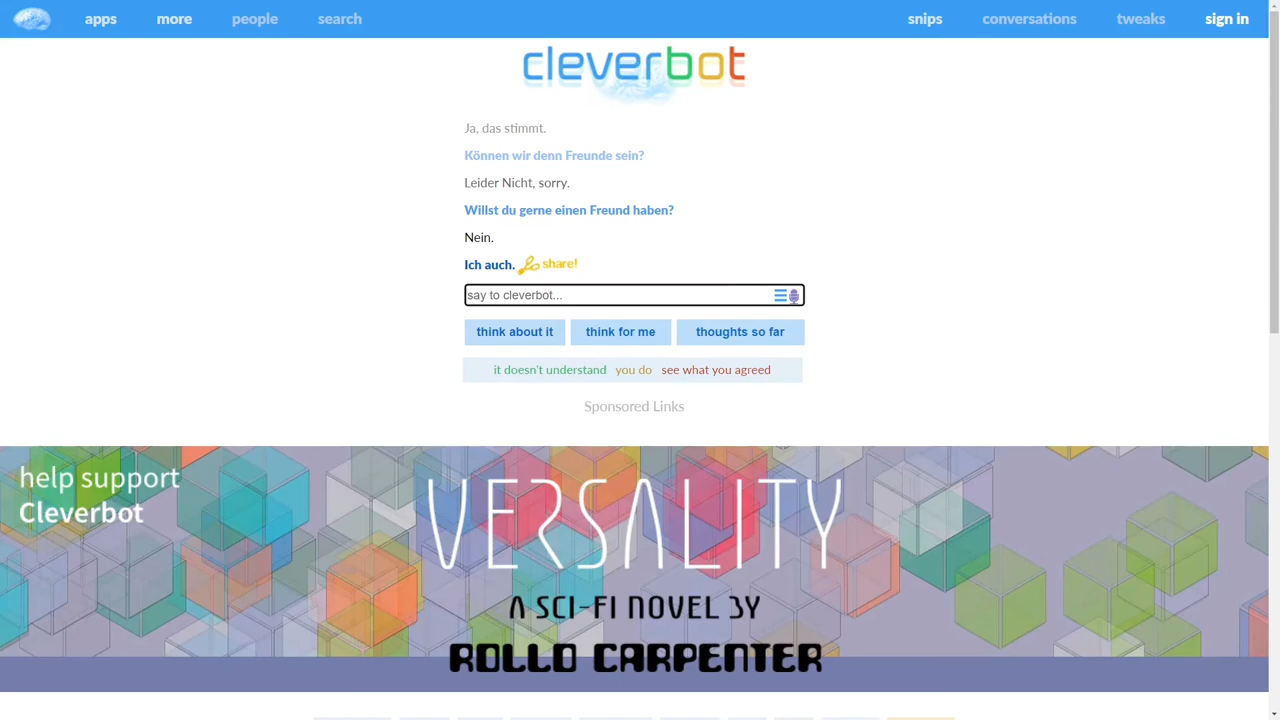 apps more people search snips conversations tweaks sign in
cleverbot
Ja, das stimmt.
Können wir denn Freunde sein?
Leider Nicht, sorry.
Willst du gerne einen Freund haben?
Nein.
Ich auch. share!
say to cleverbot...
think about it think for me thoughts so far
it doesn't understand you do see what you agreed
Sponsored Links
help support
Cleverbot
VERSALITY
A SCI-FI NOVEL BY
ROLLO CARPENTER